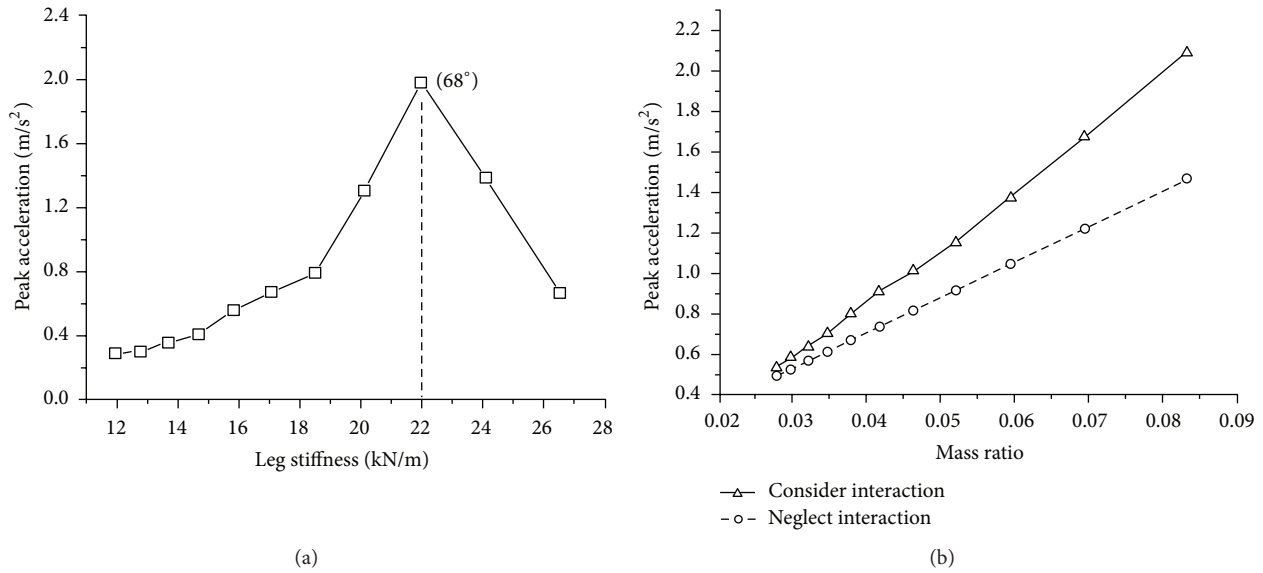 2.4
2.0
1.6
1.2
0.8
0.4
0.0
Peak acceleration (m/s²)
(68°)
12 14 16 18 20 22 24 26 28
Leg stiffness (kN/m)
(a)
2.2
2.0
1.8
1.6
1.4
1.2
1.0
0.8
0.6
0.4
Peak acceleration (m/s²)
0.02 0.03 0.04 0.05 0.06 0.07 0.08 0.09
Mass ratio
Consider interaction
Neglect interaction
(b)